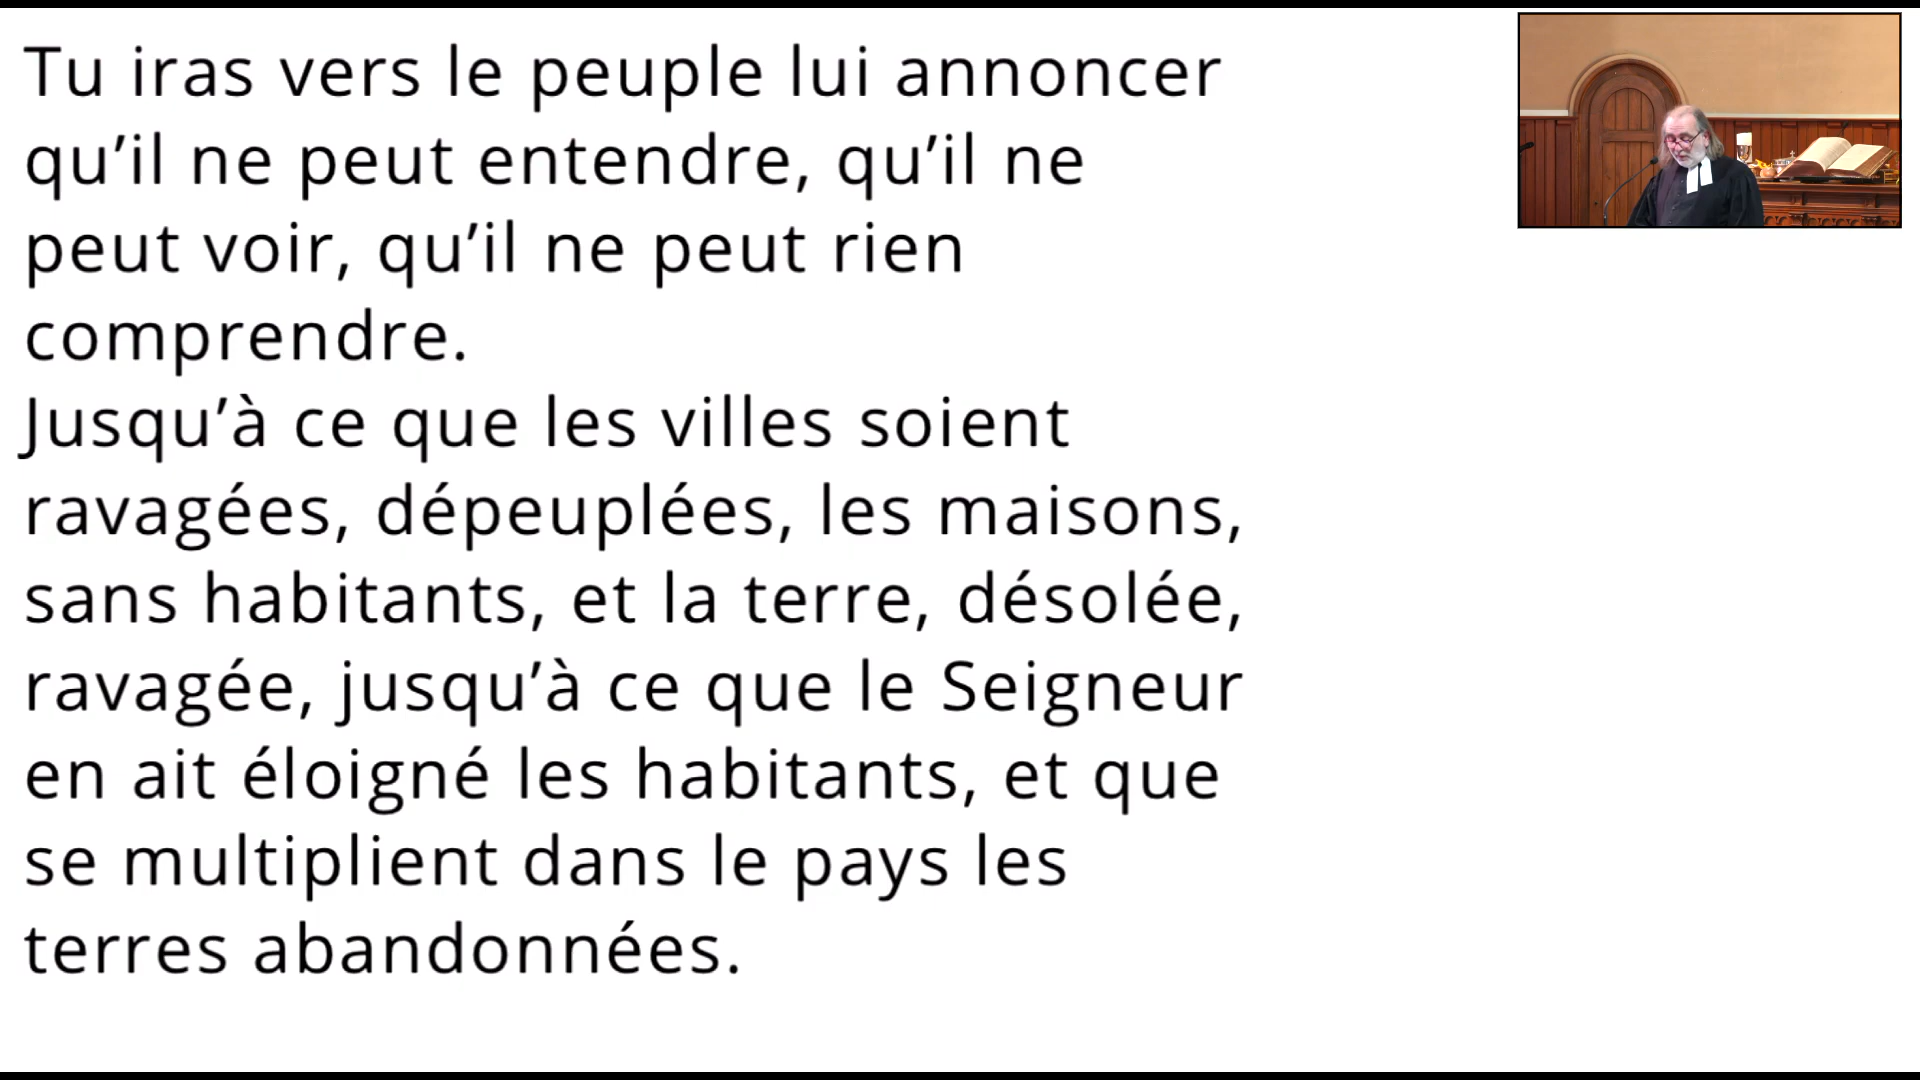 Tu iras vers le peuple lui annoncer
qu’il ne peut entendre, qu’il ne
peut voir, qu’il ne peut rien
comprendre.
Jusqu’à ce que les villes soient
ravagées, dépeuplées, les maisons,
sans habitants, et la terre, désolée,
ravagée, jusqu’à ce que le Seigneur
en ait éloigné les habitants, et que
se multiplient dans le pays les
terres abandonnées.